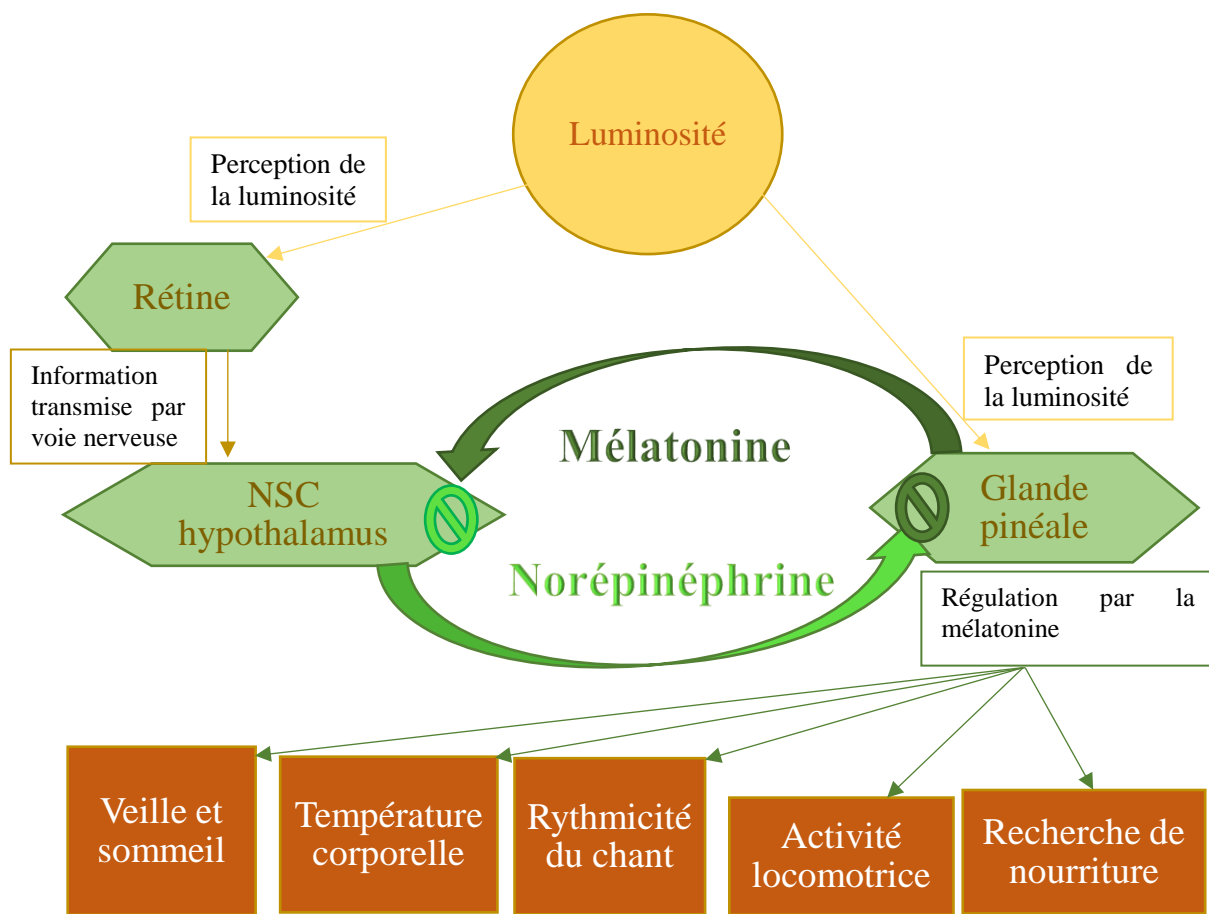 Luminosité
Perception de
la luminosité
Rétine
Information
transmise par
voie nerveuse
Perception de
la luminosité
Mélatonine
NSC
hypothalamus
Glande
pinéale
Norépinéphrine
Régulation par la
mélatonine
Veille et
sommeil
Température
corporelle
Rythmicité
du chant
Activité
locomotrice
Recherche de
nourriture